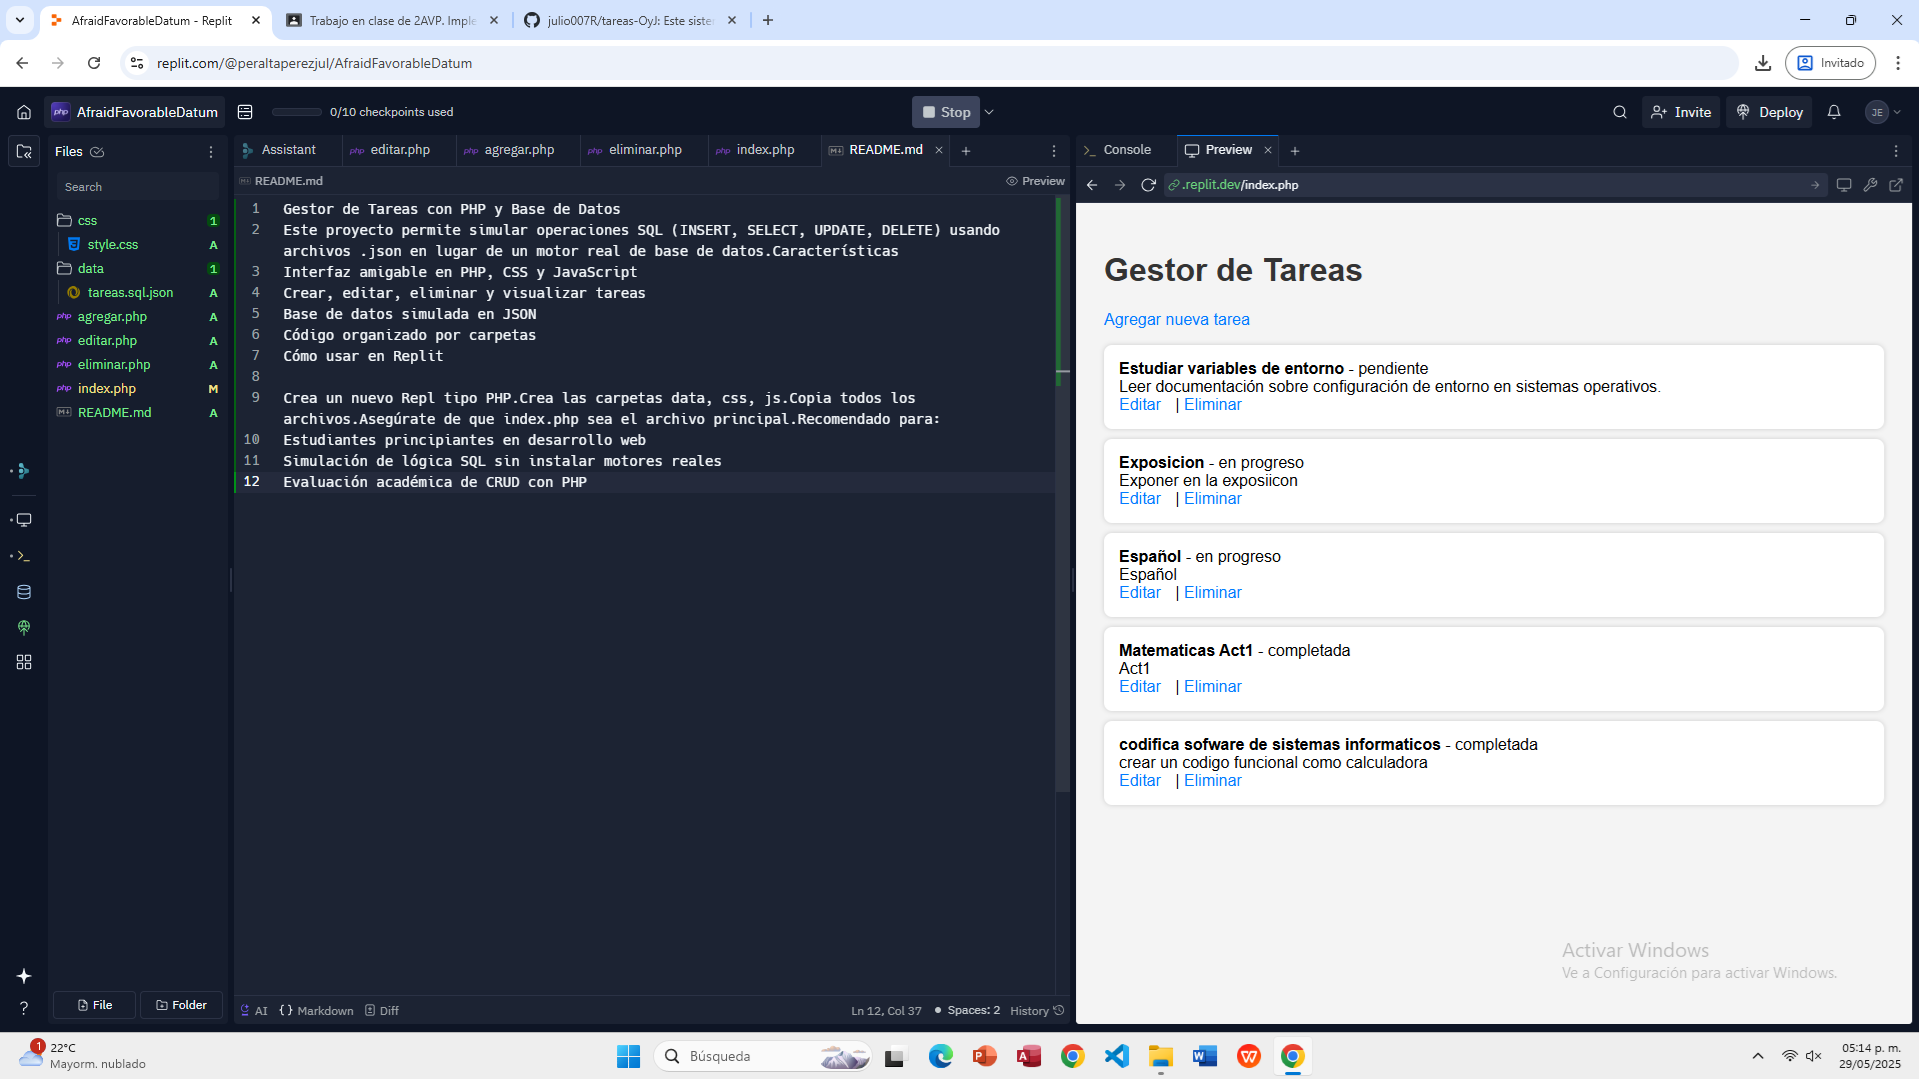 AfraidFavorableDatum - Replit
Trabajo en clase de 2AVP. Imple
julio007R/tareas-OyJ: Este siste
replit.com/@peraltaperezjul/AfraidFavorableDatum
Invitado
php AfraidFavorableDatum
0/10 checkpoints used
Stop
Invite
Deploy
JE
Files
Search
css 1
style.css A
data 1
tareas.sql.json A
php agregar.php A
php editar.php A
php eliminar.php A
php index.php M
README.md A
File
Folder
Assistant
php editar.php
php agregar.php
php eliminar.php
php index.php
README.md
README.md
Preview
1 Gestor de Tareas con PHP y Base de Datos
2 Este proyecto permite simular operaciones SQL (INSERT, SELECT, UPDATE, DELETE) usando
archivos .json en lugar de un motor real de base de datos.Características
3 Interfaz amigable en PHP, CSS y JavaScript
4 Crear, editar, eliminar y visualizar tareas
5 Base de datos simulada en JSON
6 Código organizado por carpetas
7 Cómo usar en Replit
8
9 Crea un nuevo Repl tipo PHP.Crea las carpetas data, css, js.Copia todos los
archivos.Asegúrate de que index.php sea el archivo principal.Recomendado para:
10 Estudiantes principiantes en desarrollo web
11 Simulación de lógica SQL sin instalar motores reales
12 Evaluación académica de CRUD con PHP
AI
{} Markdown
Diff
Ln 12, Col 37
Spaces: 2
History
Console
Preview
.replit.dev/index.php
Gestor de Tareas
Agregar nueva tarea
Estudiar variables de entorno - pendiente
Leer documentación sobre configuración de entorno en sistemas operativos.
Editar | Eliminar
Exposicion - en progreso
Exponer en la exposiicon
Editar | Eliminar
Español - en progreso
Español
Editar | Eliminar
Matematicas Act1 - completada
Act1
Editar | Eliminar
codifica sofware de sistemas informaticos - completada
crear un codigo funcional como calculadora
Editar | Eliminar
Activar Windows
Ve a Configuración para activar Windows.
1
22°C
Mayorm. nublado
Búsqueda
05:14 p. m.
29/05/2025